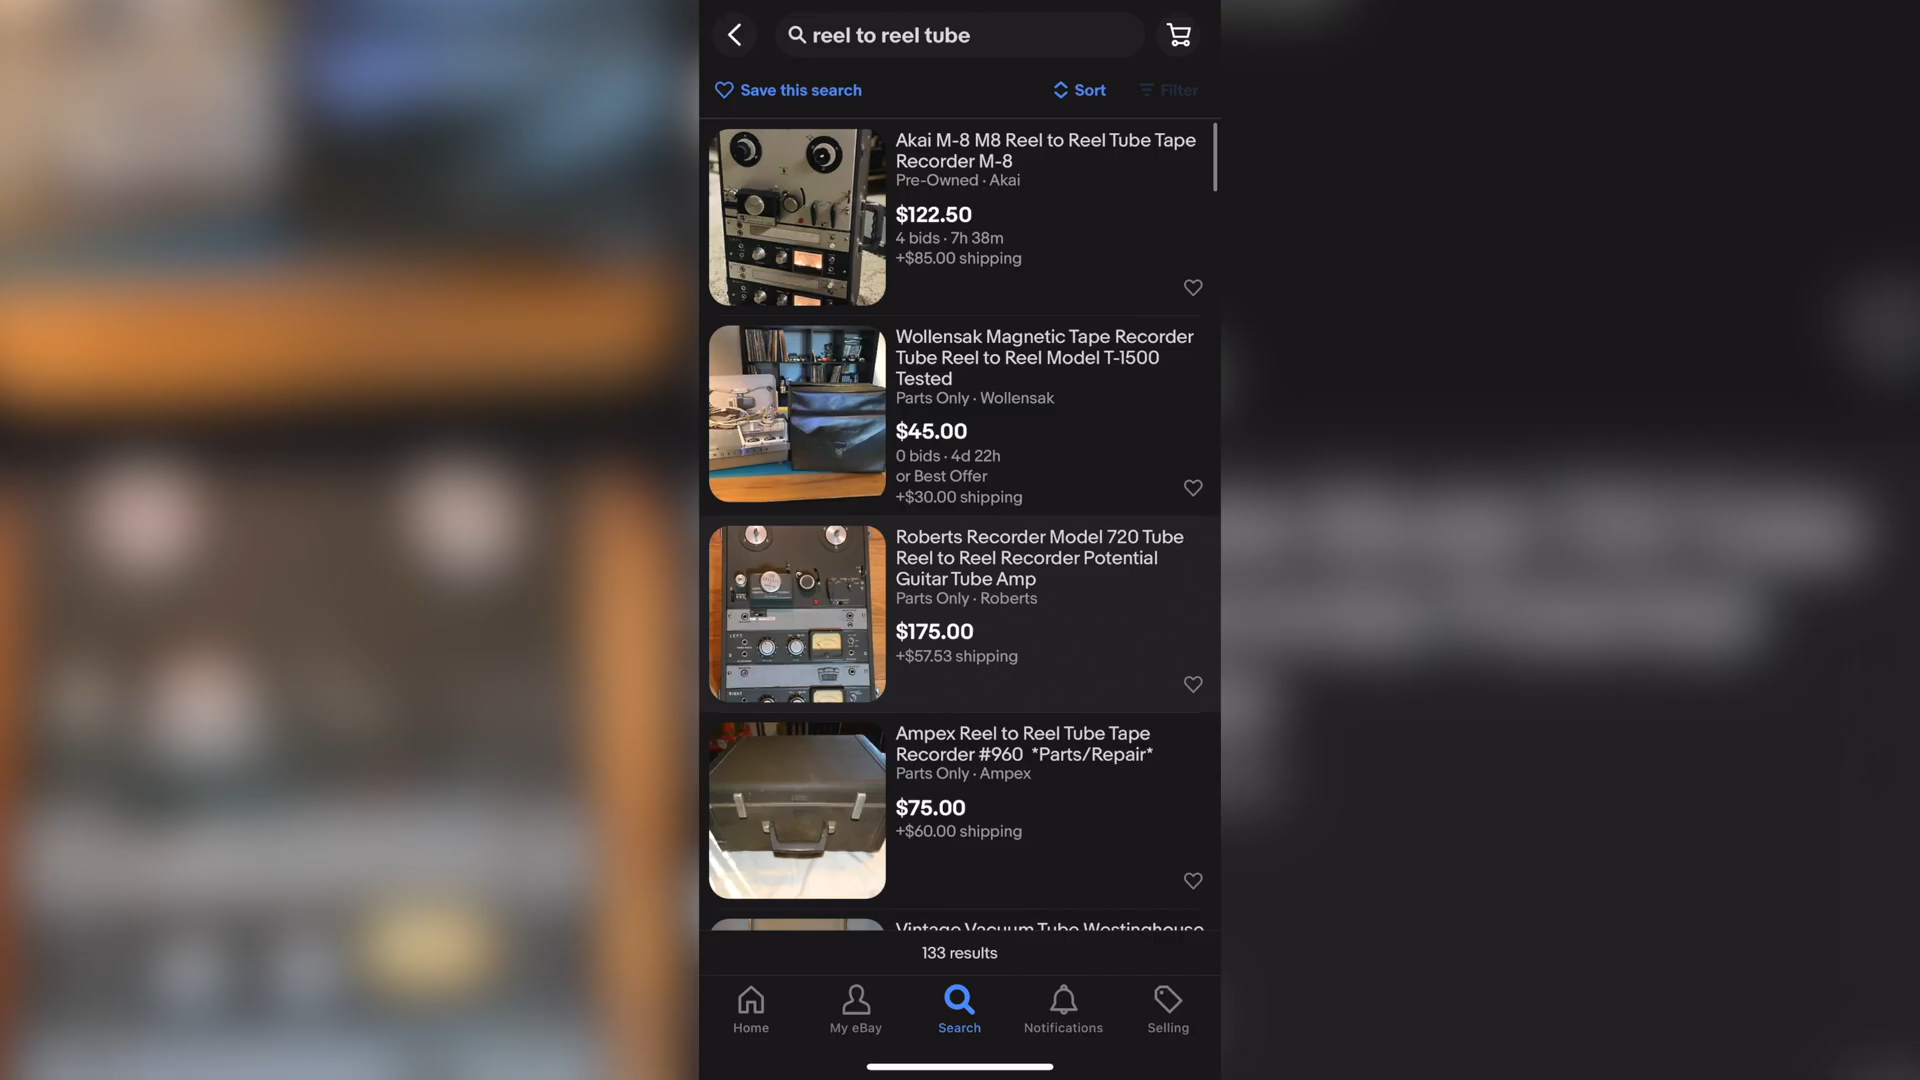 reel to reel tube
Save this search
Sort
Filter
Akai M-8 M8 Reel to Reel Tube Tape
Recorder M-8
Pre-Owned · Akai
$122.50
4 bids · 7h 38m
+$85.00 shipping
Wollensak Magnetic Tape Recorder
Tube Reel to Reel Model T-1500
Tested
Parts Only · Wollensak
$45.00
0 bids · 4d 22h
or Best Offer
+$30.00 shipping
Roberts Recorder Model 720 Tube
Reel to Reel Recorder Potential
Guitar Tube Amp
Parts Only · Roberts
$175.00
+$57.53 shipping
Ampex Reel to Reel Tube Tape
Recorder #960 *Parts/Repair*
Parts Only · Ampex
$75.00
+$60.00 shipping
Vintage Vacuum Tube Westinghouse
133 results
Home
My eBay
Search
Notifications
Selling